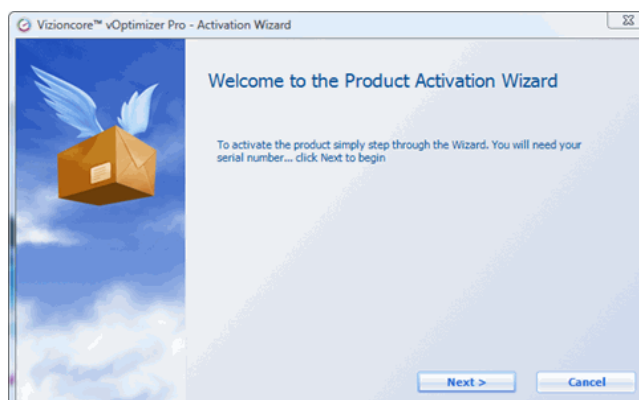 Vizioncore™ vOptimizer Pro - Activation Wizard
Welcome to the Product Activation Wizard
To activate the product simply step through the Wizard. You will need your
serial number... click Next to begin
Next >
Cancel